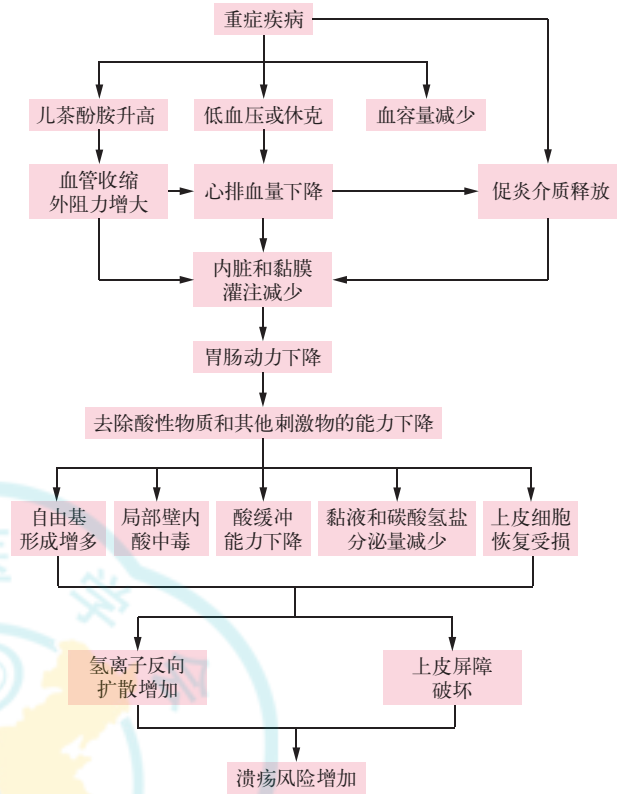 重症疾病
儿茶酚胺升高
低血压或休克
血容量减少
血管收缩
外阻力增大
心排血量下降
促炎介质释放
内脏和黏膜
灌注减少
胃肠动力下降
去除酸性物质和其他刺激物的能力下降
自由基
形成增多
局部壁内
酸中毒
酸缓冲
能力下降
黏液和碳酸氢盐
分泌量减少
上皮细胞
恢复受损
氢离子反向
扩散增加
上皮屏障
破坏
溃疡风险增加
学